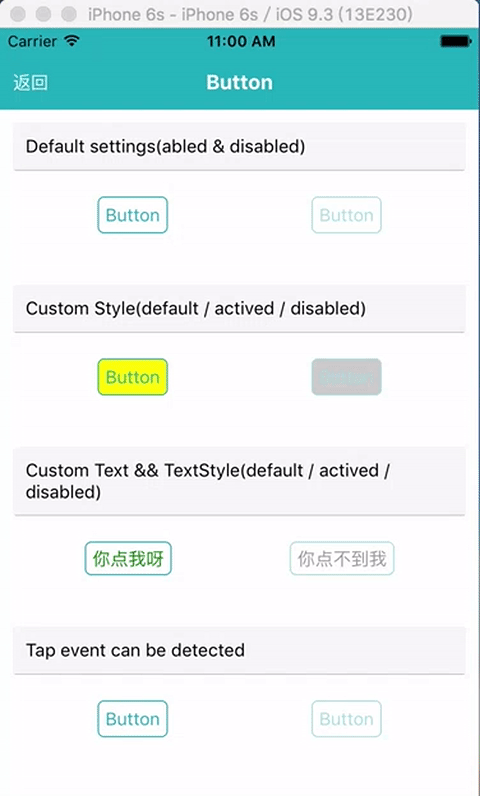 iPhone 6s - iPhone 6s / iOS 9.3 (13E230)
Carrier 11:00 AM
返回 Button
Default settings(abled & disabled)
Button Button
Custom Style(default / actived / disabled)
Button Button
Custom Text && TextStyle(default / actived /
disabled)
你点我呀 你点不到我
Tap event can be detected
Button Button